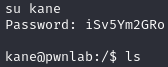 su kane
Password: iSv5Ym2GRo
kane@pwnlab:/$ ls